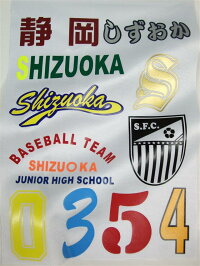 静岡しずおか
SHIZUOKA
Shizuoka
S
S.F.C.
BASEBALL TEAM
SHIZUOKA
JUNIOR HIGH SCHOOL
0354